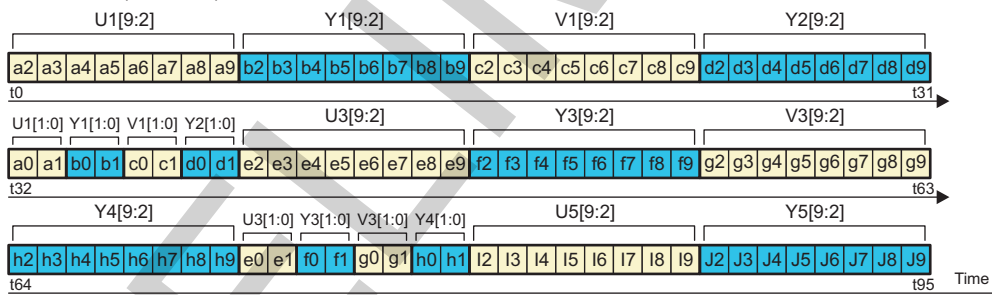 U1[9:2] Y1[9:2] V1[9:2] Y2[9:2]
a2 a3 a4 a5 a6 a7 a8 a9 b2 b3 b4 b5 b6 b7 b8 b9 c2 c3 c4 c5 c6 c7 c8 c9 d2 d3 d4 d5 d6 d7 d8 d9
t0 t31
U1[1:0] Y1[1:0] V1[1:0] Y2[1:0] U3[9:2] Y3[9:2] V3[9:2]
a0 a1 b0 b1 c0 c1 d0 d1 e2 e3 e4 e5 e6 e7 e8 e9 f2 f3 f4 f5 f6 f7 f8 f9 g2 g3 g4 g5 g6 g7 g8 g9
t32 t63
Y4[9:2] U3[1:0] Y3[1:0] V3[1:0] Y4[1:0] U5[9:2] Y5[9:2]
h2 h3 h4 h5 h6 h7 h8 h9 e0 e1 f0 f1 g0 g1 h0 h1 I2 I3 I4 I5 I6 I7 I8 I9 J2 J3 J4 J5 J6 J7 J8 J9
t64 t95 Time